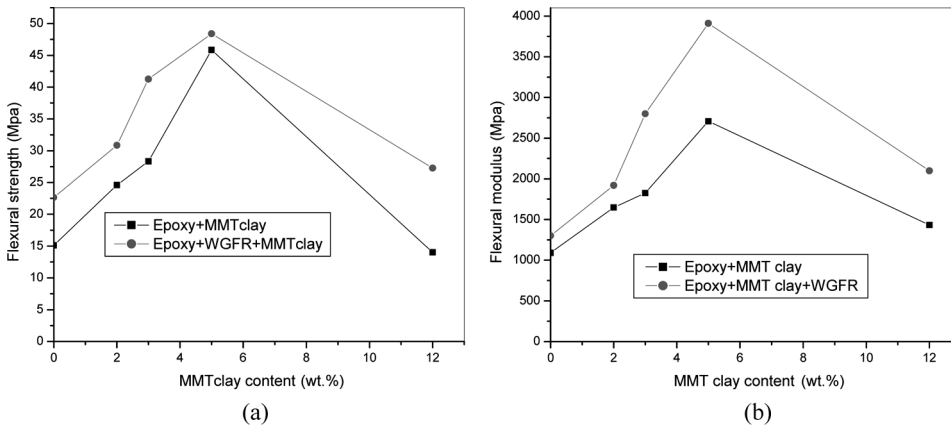 50
45
40
35
30
25
20
15
10
5
0
Flexural strength (Mpa)
Epoxy+MMTclay
Epoxy+WGFR+MMTclay
0 2 4 6 8 10 12
MMTclay content (wt.%)
(a)
4000
3500
3000
2500
2000
1500
1000
500
0
Flexural modulus (Mpa)
Epoxy+MMT clay
Epoxy+MMT clay+WGFR
0 2 4 6 8 10 12
MMT clay content (wt.%)
(b)